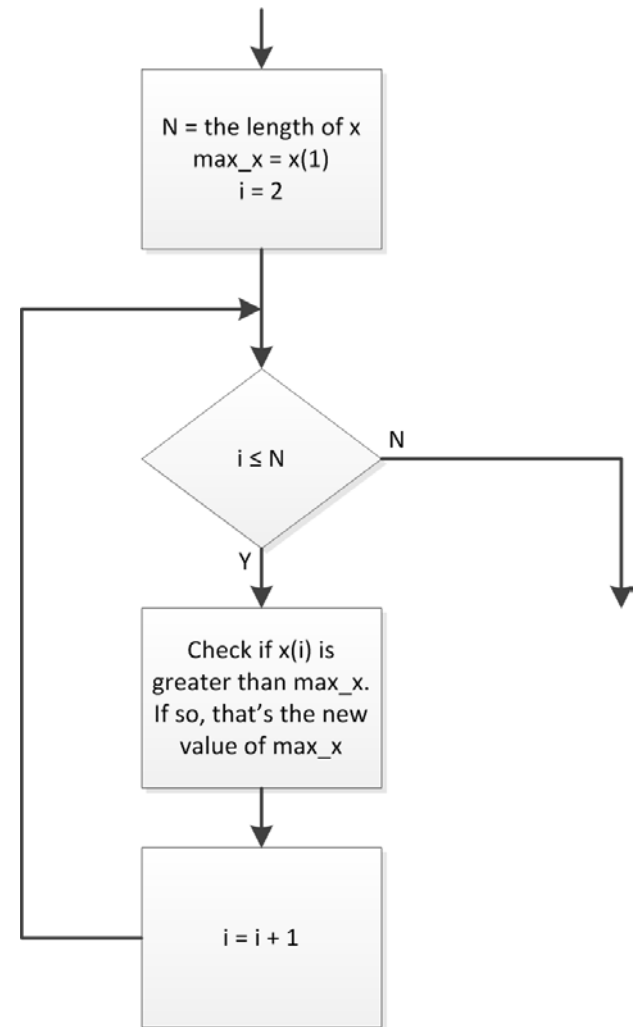 N = the length of x
max_x = x(1)
i = 2
i ≤ N
N
Y
Check if x(i) is
greater than max_x.
If so, that's the new
value of max_x
i = i + 1